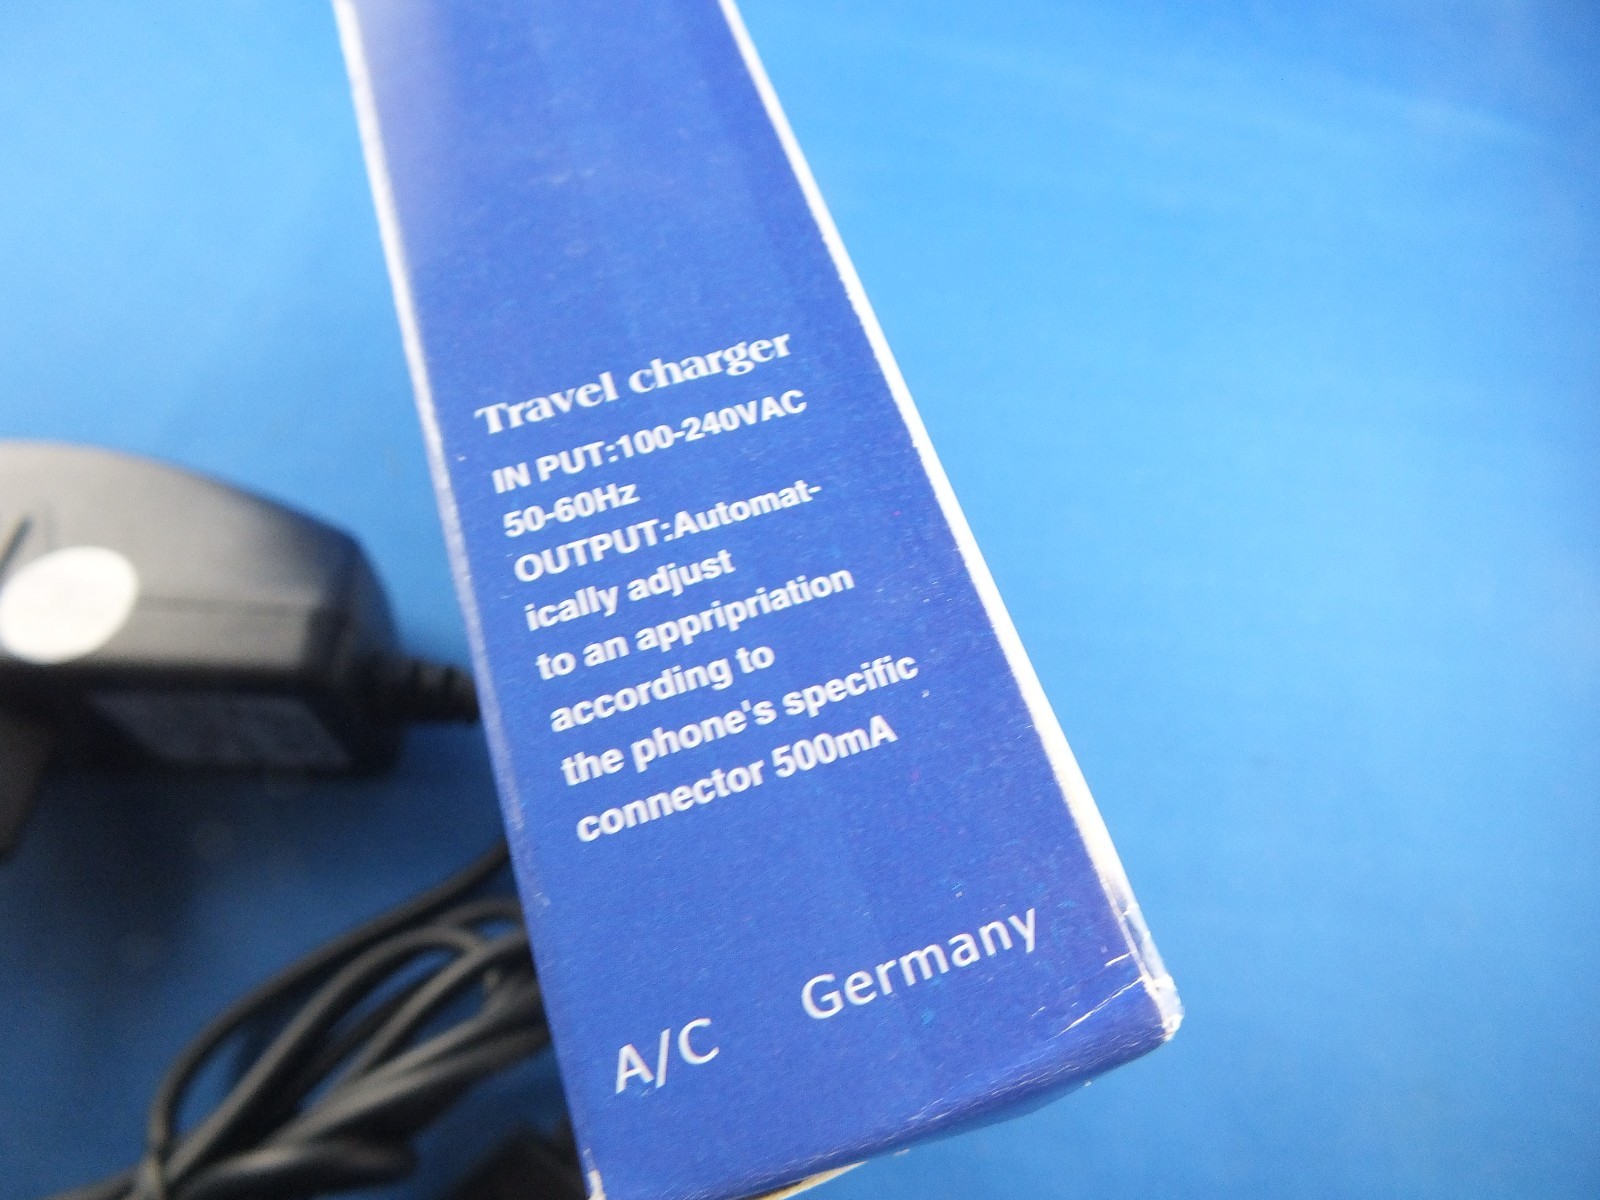 Travel charger
IN PUT:100-240VAC
50-60Hz
OUTPUT:Automat-
ically adjust
to an appripriation
according to
the phone's specific
connector 500mA
A/C Germany